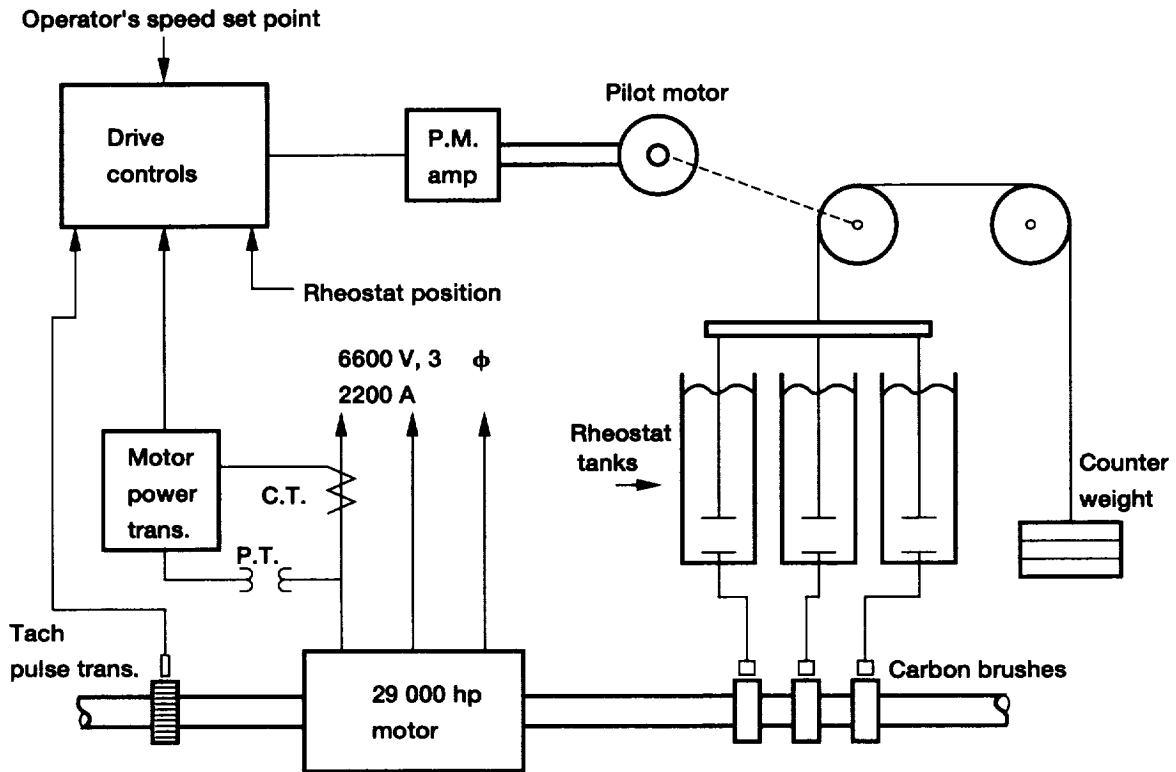 Operator's speed set point
Drive
controls
P.M.
amp
Pilot motor
Rheostat position
6600 V, 3 ϕ
2200 A
Motor
power
trans.
C.T.
P.T.
Rheostat
tanks
Counter
weight
Tach
pulse trans.
29 000 hp
motor
Carbon brushes